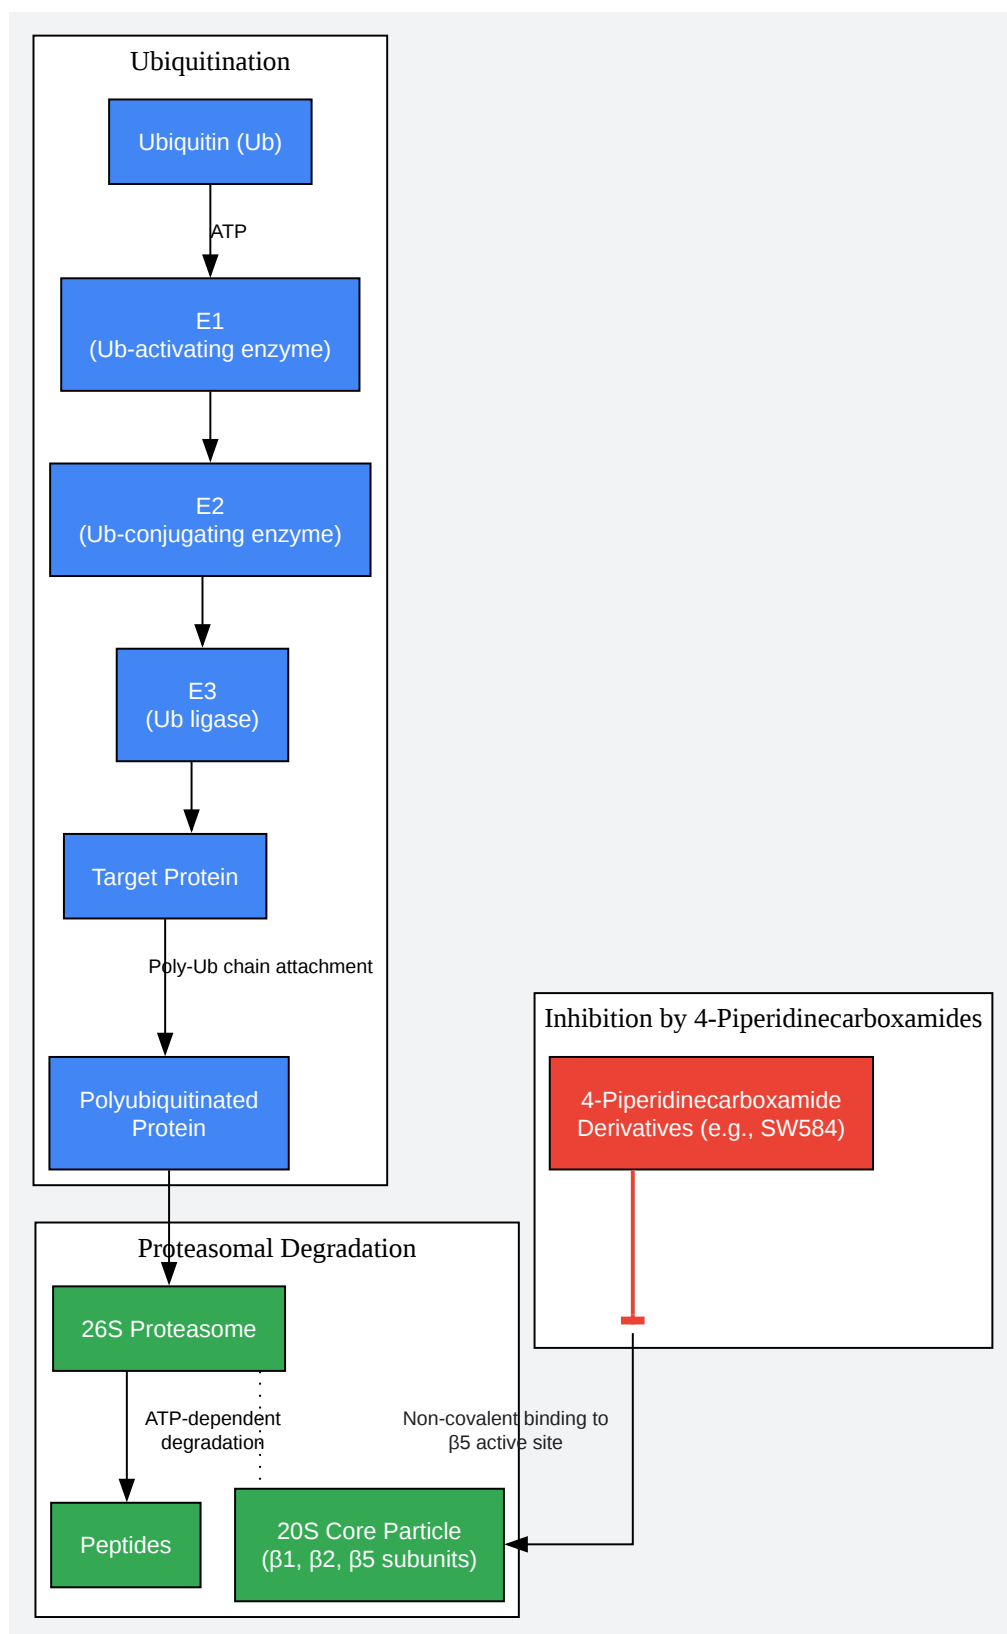 Ubiquitination
Ubiquitin (Ub)
ATP
E1
(Ub-activating enzyme)
E2
(Ub-conjugating enzyme)
E3
(Ub ligase)
Target Protein
Poly-Ub chain attachment
Polyubiquitinated
Protein
Inhibition by 4-Piperidinecarboxamides
4-Piperidinecarboxamide
Derivatives (e.g., SW584)
Proteasomal Degradation
26S Proteasome
ATP-dependent
degradation
Non-covalent binding to
β5 active site
Peptides
20S Core Particle
(β1, β2, β5 subunits)